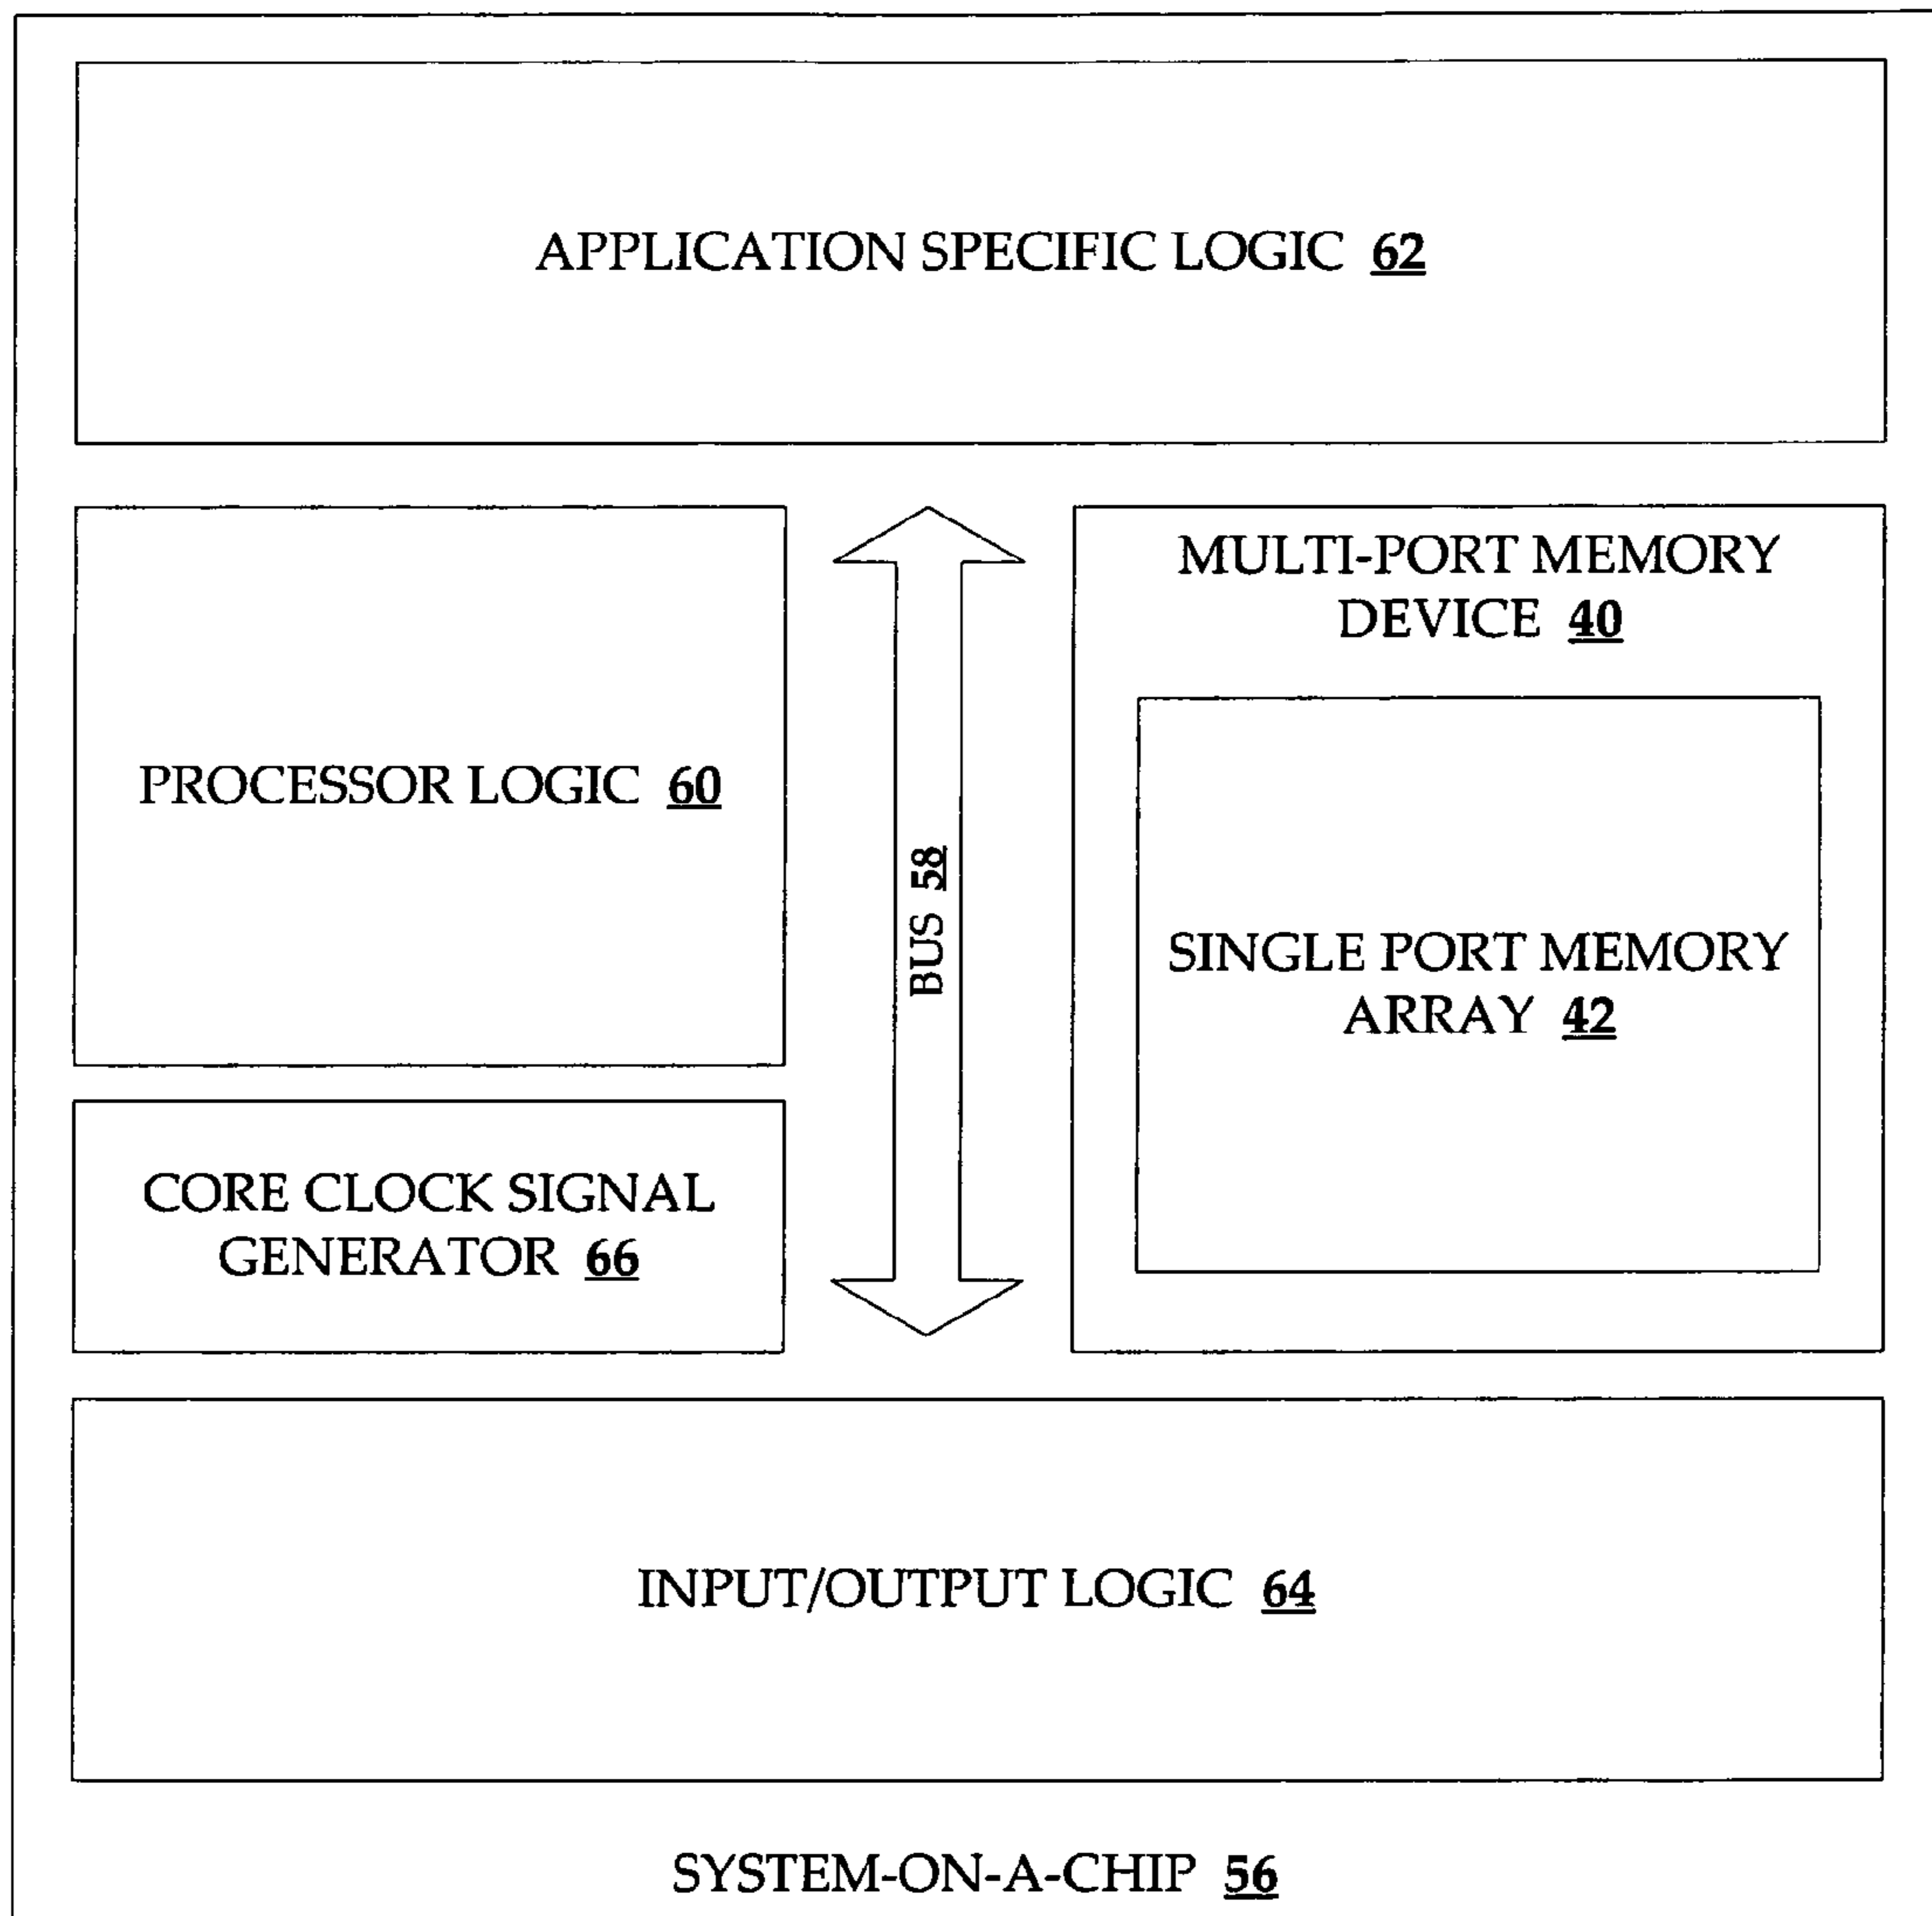 APPLICATION SPECIFIC LOGIC 62
PROCESSOR LOGIC 60
CORE CLOCK SIGNAL
GENERATOR 66
BUS 58
MULTI-PORT MEMORY
DEVICE 40
SINGLE PORT MEMORY
ARRAY 42
INPUT/OUTPUT LOGIC 64
SYSTEM-ON-A-CHIP 56